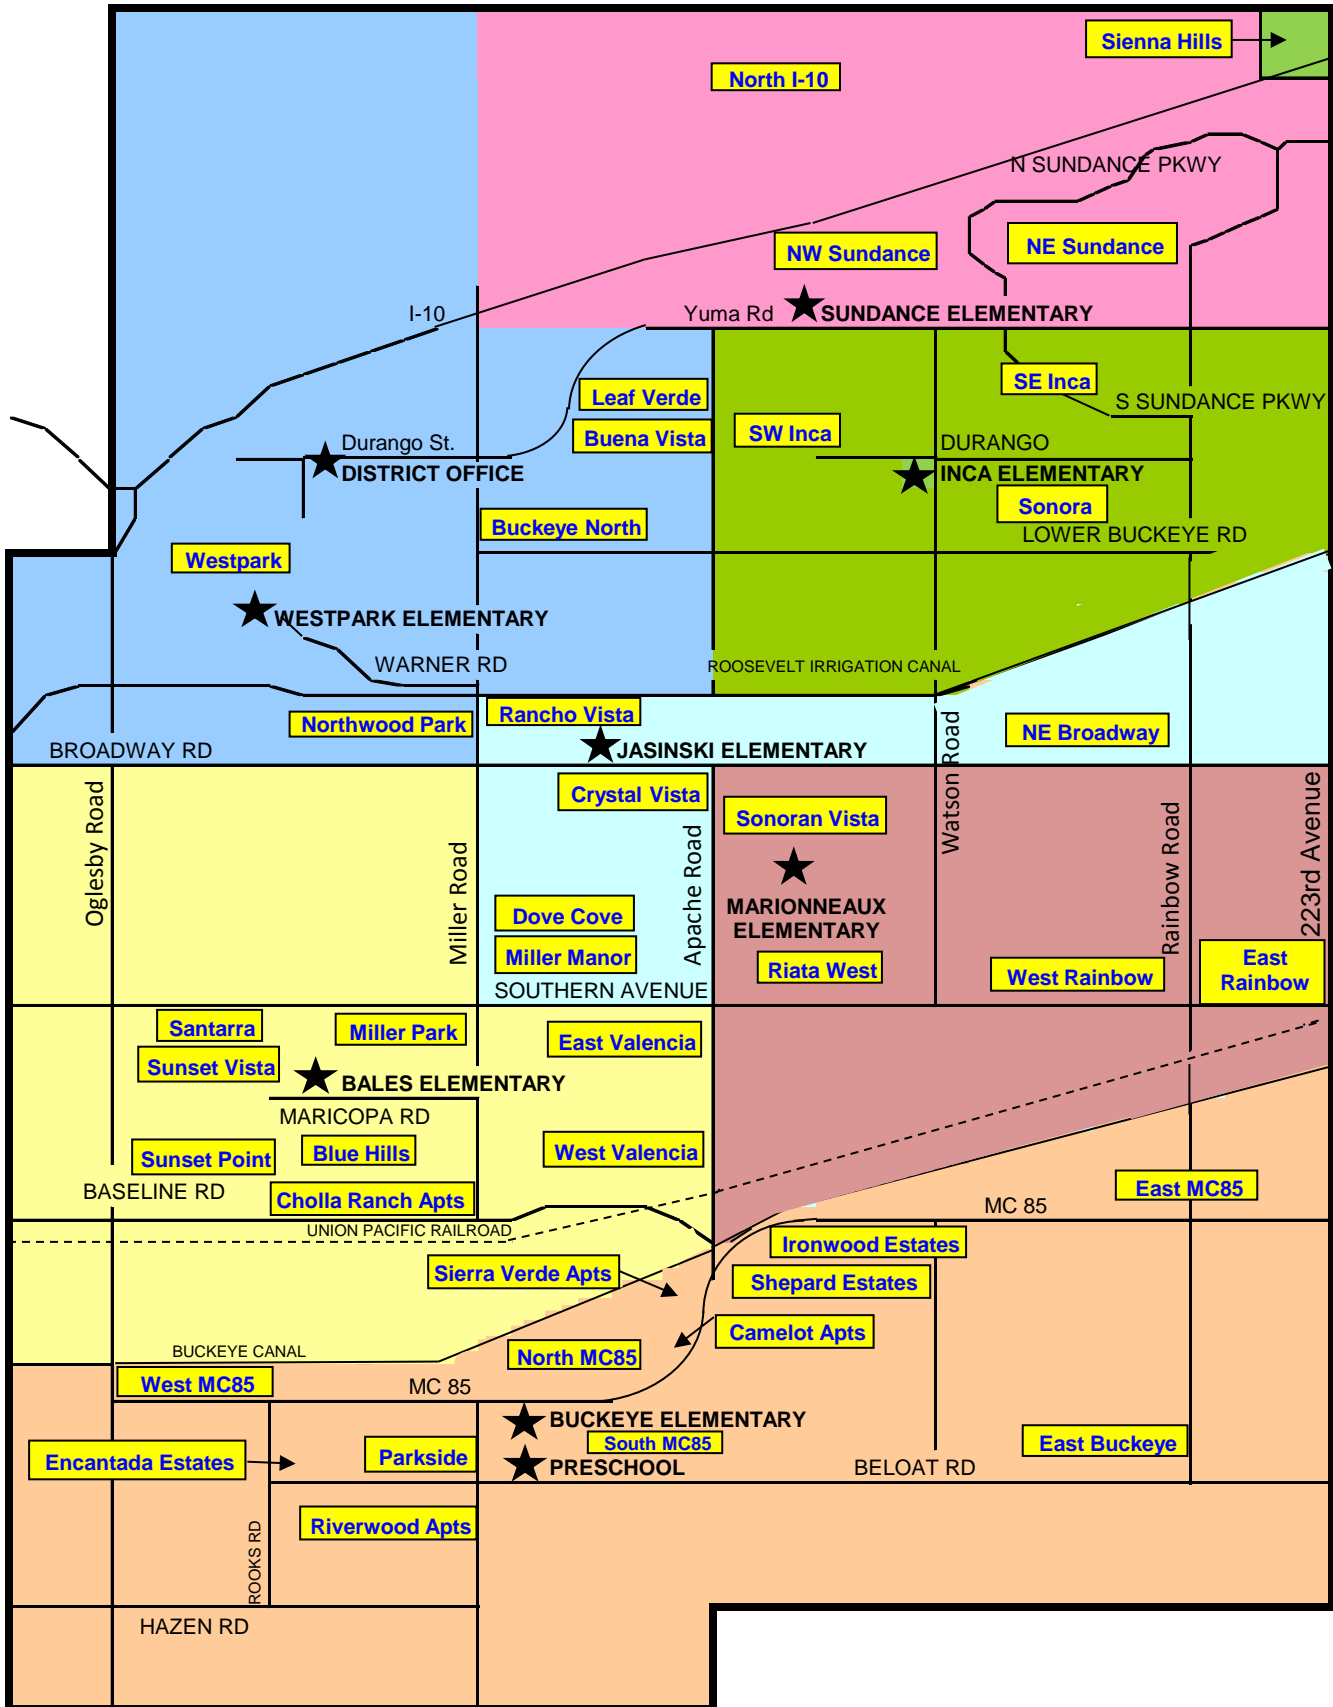 Sienna Hills
North I-10
N SUNDANCE PKWY
NW Sundance
NE Sundance
I-10
Yuma Rd
SUNDANCE ELEMENTARY
Leaf Verde
SE Inca
S SUNDANCE PKWY
Buena Vista
SW Inca
Durango St.
DURANGO
DISTRICT OFFICE
INCA ELEMENTARY
Sonora
Buckeye North
LOWER BUCKEYE RD
Westpark
WESTPARK ELEMENTARY
WARNER RD
ROOSEVELT IRRIGATION CANAL
Northwood Park
Rancho Vista
NE Broadway
BROADWAY RD
JASINSKI ELEMENTARY
Crystal Vista
Sonoran Vista
Oglesby Road
Miller Road
Apache Road
Watson Road
Rainbow Road
223rd Avenue
MARIONNEAUX
ELEMENTARY
Dove Cove
Miller Manor
Riata West
West Rainbow
East
Rainbow
SOUTHERN AVENUE
Santarra
Miller Park
East Valencia
Sunset Vista
BALES ELEMENTARY
MARICOPA RD
Sunset Point
Blue Hills
West Valencia
BASELINE RD
Cholla Ranch Apts
East MC85
MC 85
UNION PACIFIC RAILROAD
Ironwood Estates
Sierra Verde Apts
Shepard Estates
Camelot Apts
BUCKEYE CANAL
North MC85
West MC85
MC 85
BUCKEYE ELEMENTARY
South MC85
East Buckeye
Encantada Estates
Parkside
PRESCHOOL
BELOAT RD
Riverwood Apts
ROOKS RD
HAZEN RD